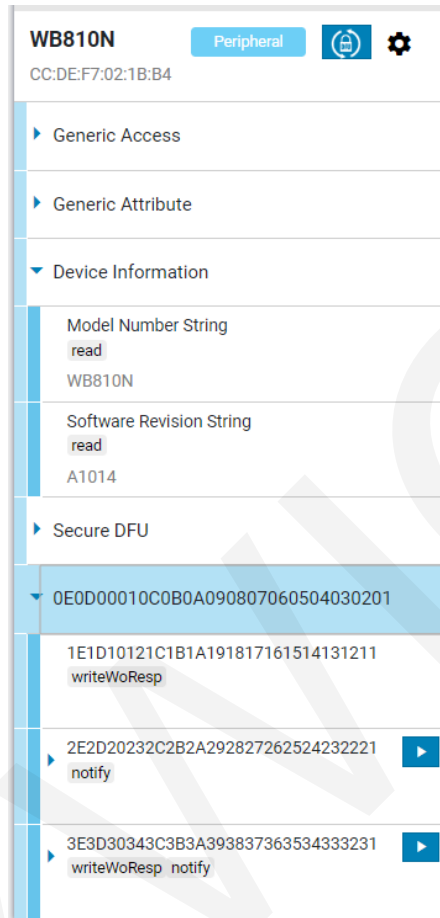 WB810N
Peripheral
CC:DE:F7:02:1B:B4
Generic Access
Generic Attribute
Device Information
Model Number String
read
WB810N
Software Revision String
read
A1014
Secure DFU
0E0D00010C0B0A090807060504030201
1E1D10121C1B1A191817161514131211
writeWoResp
2E2D20232C2B2A292827262524232221
notify
3E3D30343C3B3A393837363534333231
writeWoResp notify